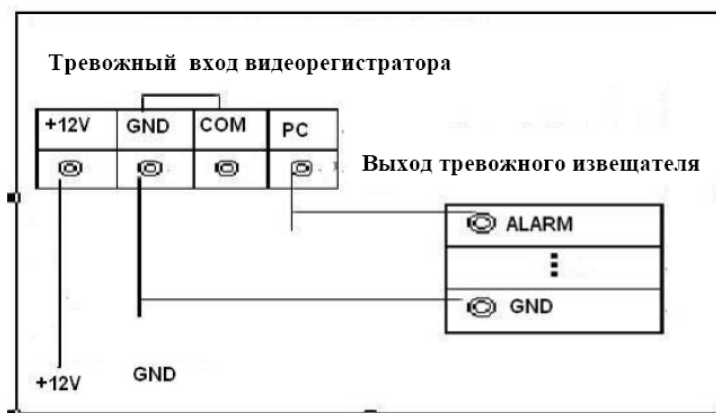 Тревожный вход видеорегистратора
+12V GND COM PC
Выход тревожного извещателя
ALARM
GND
+12V GND